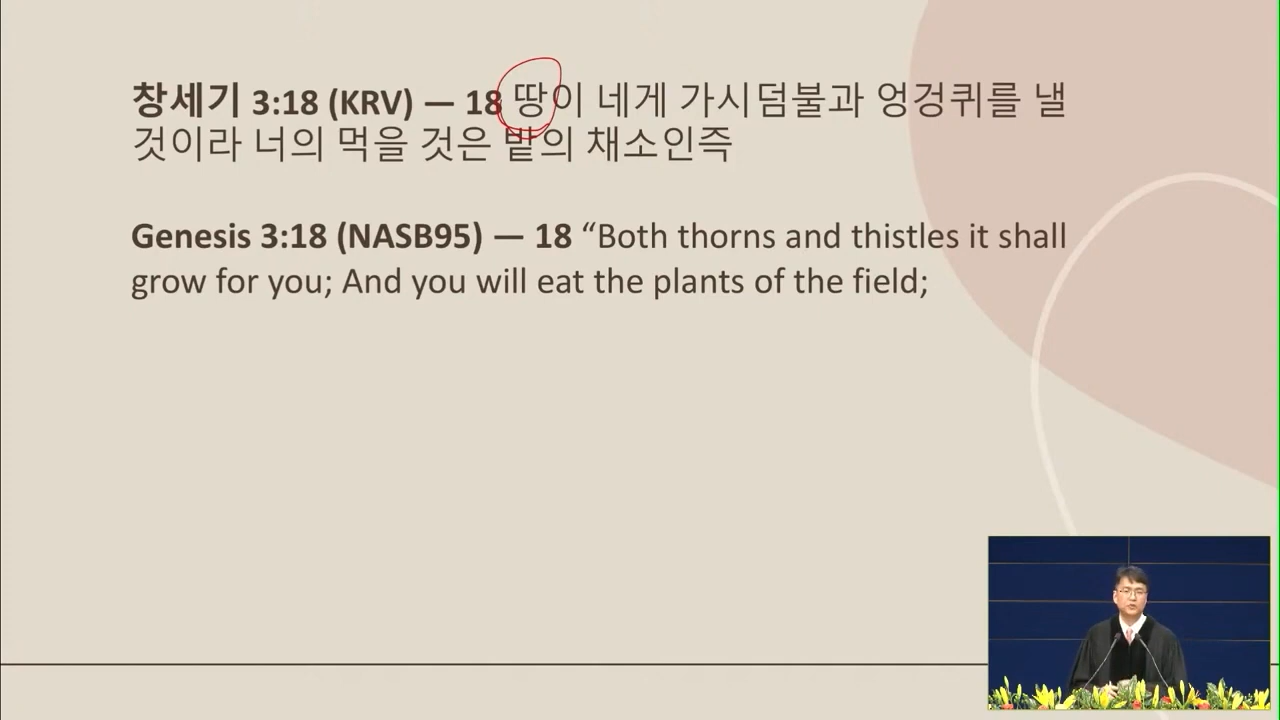 창세기 3:18 (KRV) — 18 땅이 네게 가시덤불과 엉겅퀴를 낼
것이라 너의 먹을 것은 밭의 채소인즉
Genesis 3:18 (NASB95) — 18 “Both thorns and thistles it shall
grow for you; And you will eat the plants of the field;